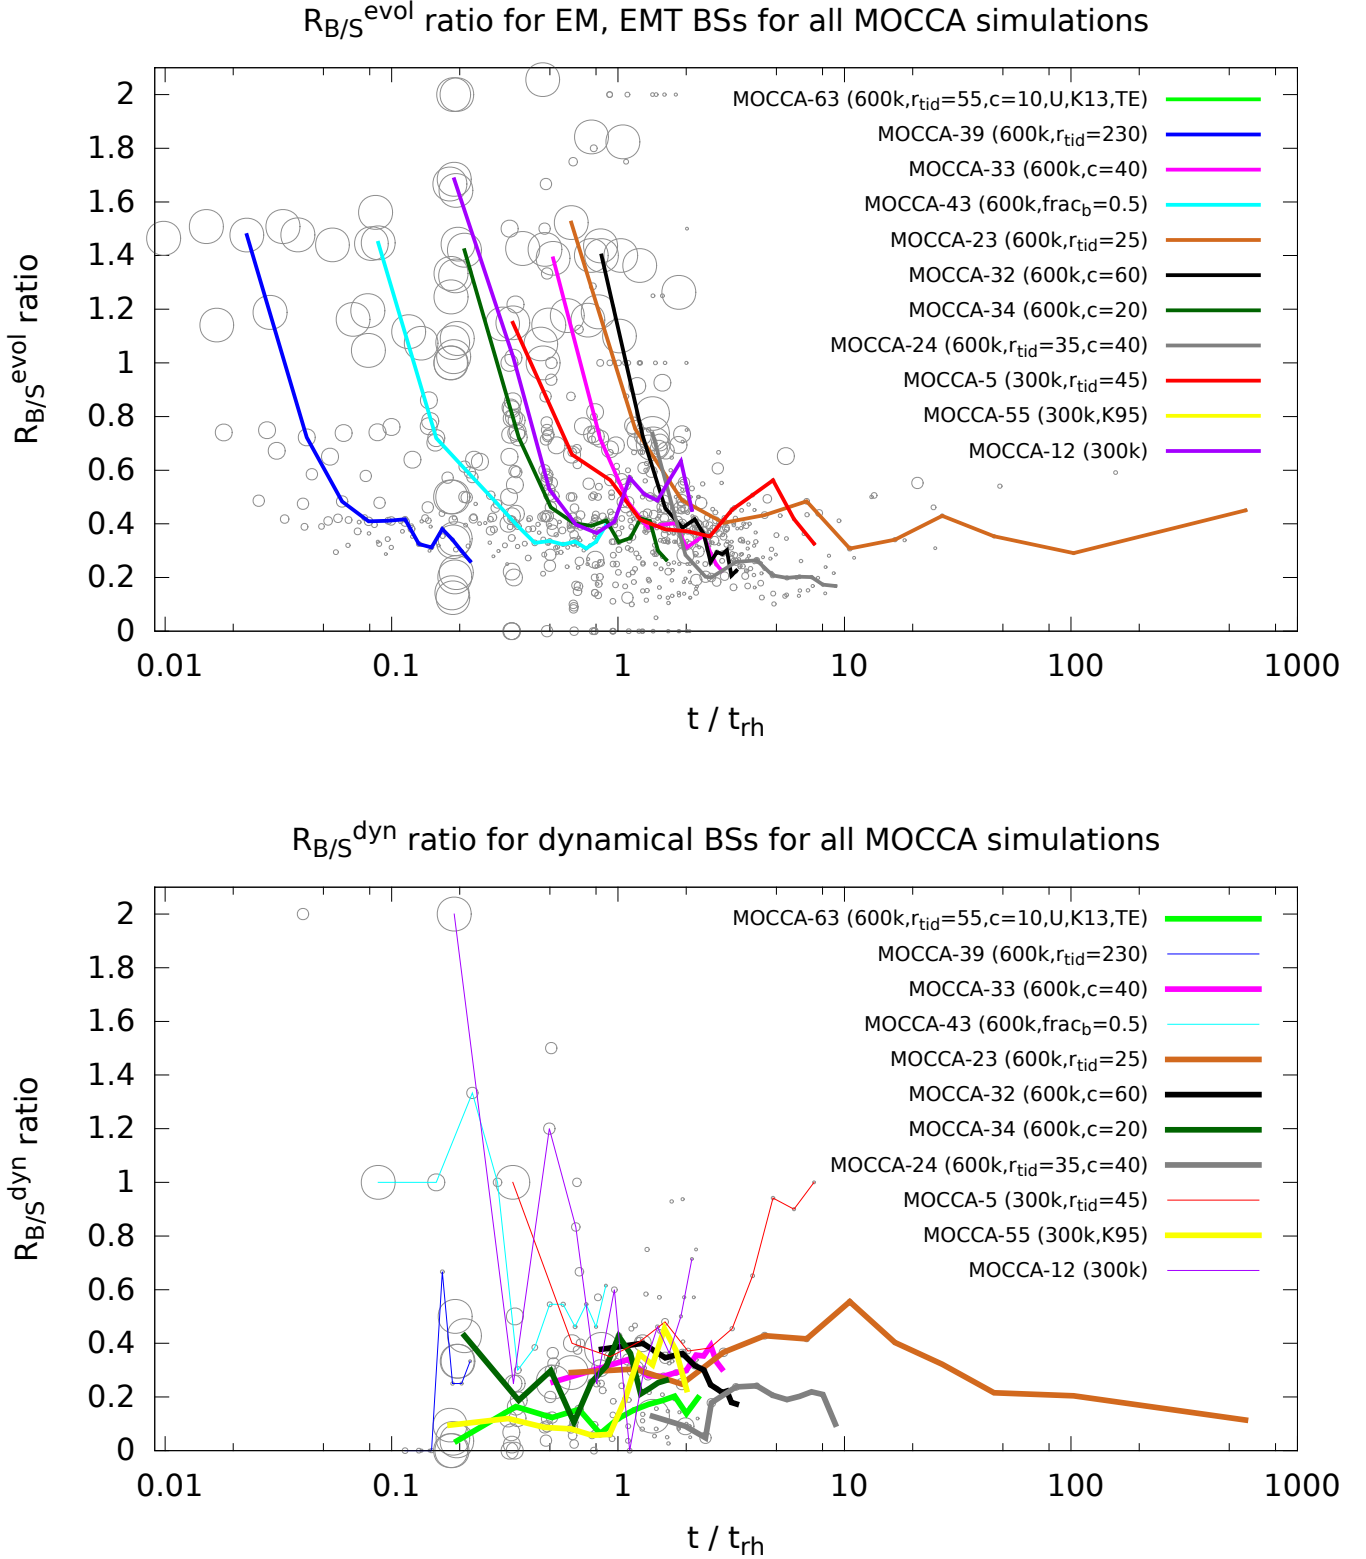 R_B/S^evol ratio for EM, EMT BSs for all MOCCA simulations
MOCCA-63 (600k,r_tid=55,c=10,U,K13,TE)
MOCCA-39 (600k,r_tid=230)
MOCCA-33 (600k,c=40)
MOCCA-43 (600k,frac_b=0.5)
MOCCA-23 (600k,r_tid=25)
MOCCA-32 (600k,c=60)
MOCCA-34 (600k,c=20)
MOCCA-24 (600k,r_tid=35,c=40)
MOCCA-5 (300k,r_tid=45)
MOCCA-55 (300k,K95)
MOCCA-12 (300k)
R_B/S^evol ratio
2
1.8
1.6
1.4
1.2
1
0.8
0.6
0.4
0.2
0
0.01 0.1 1 10 100 1000
t / t_rh
R_B/S^dyn ratio for dynamical BSs for all MOCCA simulations
MOCCA-63 (600k,r_tid=55,c=10,U,K13,TE)
MOCCA-39 (600k,r_tid=230)
MOCCA-33 (600k,c=40)
MOCCA-43 (600k,frac_b=0.5)
MOCCA-23 (600k,r_tid=25)
MOCCA-32 (600k,c=60)
MOCCA-34 (600k,c=20)
MOCCA-24 (600k,r_tid=35,c=40)
MOCCA-5 (300k,r_tid=45)
MOCCA-55 (300k,K95)
MOCCA-12 (300k)
R_B/S^dyn ratio
2
1.8
1.6
1.4
1.2
1
0.8
0.6
0.4
0.2
0
0.01 0.1 1 10 100 1000
t / t_rh